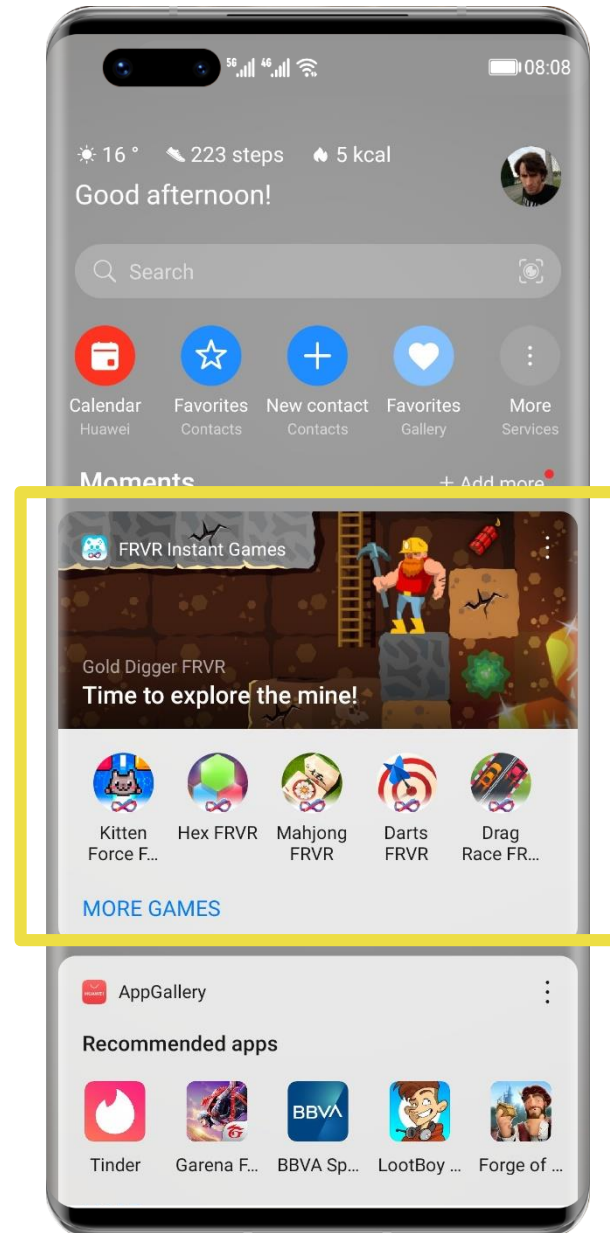 5G 4G 08:08
16° 223 steps 5 kcal
Good afternoon!
Search
Calendar Favorites New contact Favorites More
Huawei Contacts Contacts Gallery Services
Moments + Add more
FRVR Instant Games
Gold Digger FRVR
Time to explore the mine!
Kitten Hex FRVR Mahjong Darts Drag
Force F... FRVR FRVR Race FR...
MORE GAMES
HUAWEI AppGallery
Recommended apps
BBVA
Tinder Garena F... BBVA Sp... LootBoy ... Forge of ...